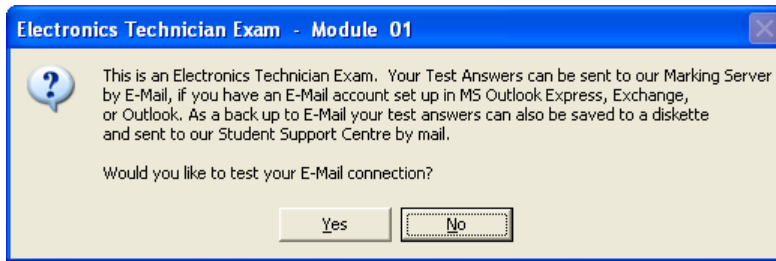 Electronics Technician Exam - Module 01
This is an Electronics Technician Exam. Your Test Answers can be sent to our Marking Server
by E-Mail, if you have an E-Mail account set up in MS Outlook Express, Exchange,
or Outlook. As a back up to E-Mail your test answers can also be saved to a diskette
and sent to our Student Support Centre by mail.
Would you like to test your E-Mail connection?
Yes No